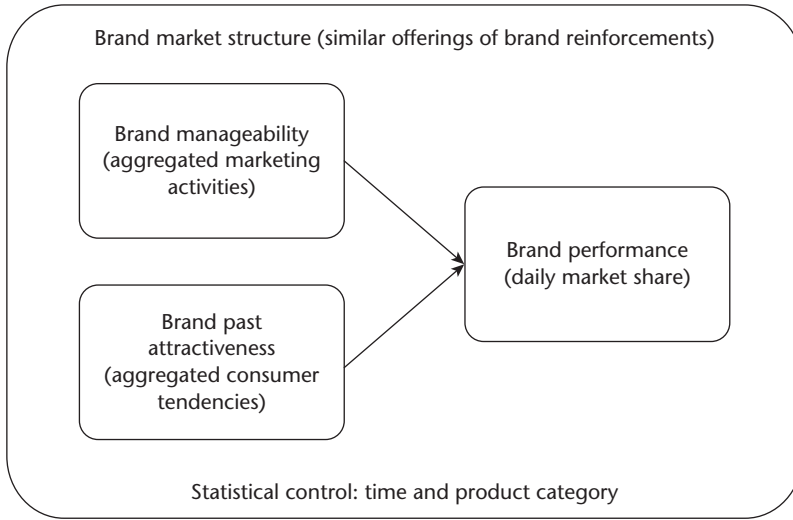 Brand market structure (similar offerings of brand reinforcements)
Brand manageability
(aggregated marketing
activities)
Brand performance
(daily market share)
Brand past
attractiveness
(aggregated consumer
tendencies)
Statistical control: time and product category